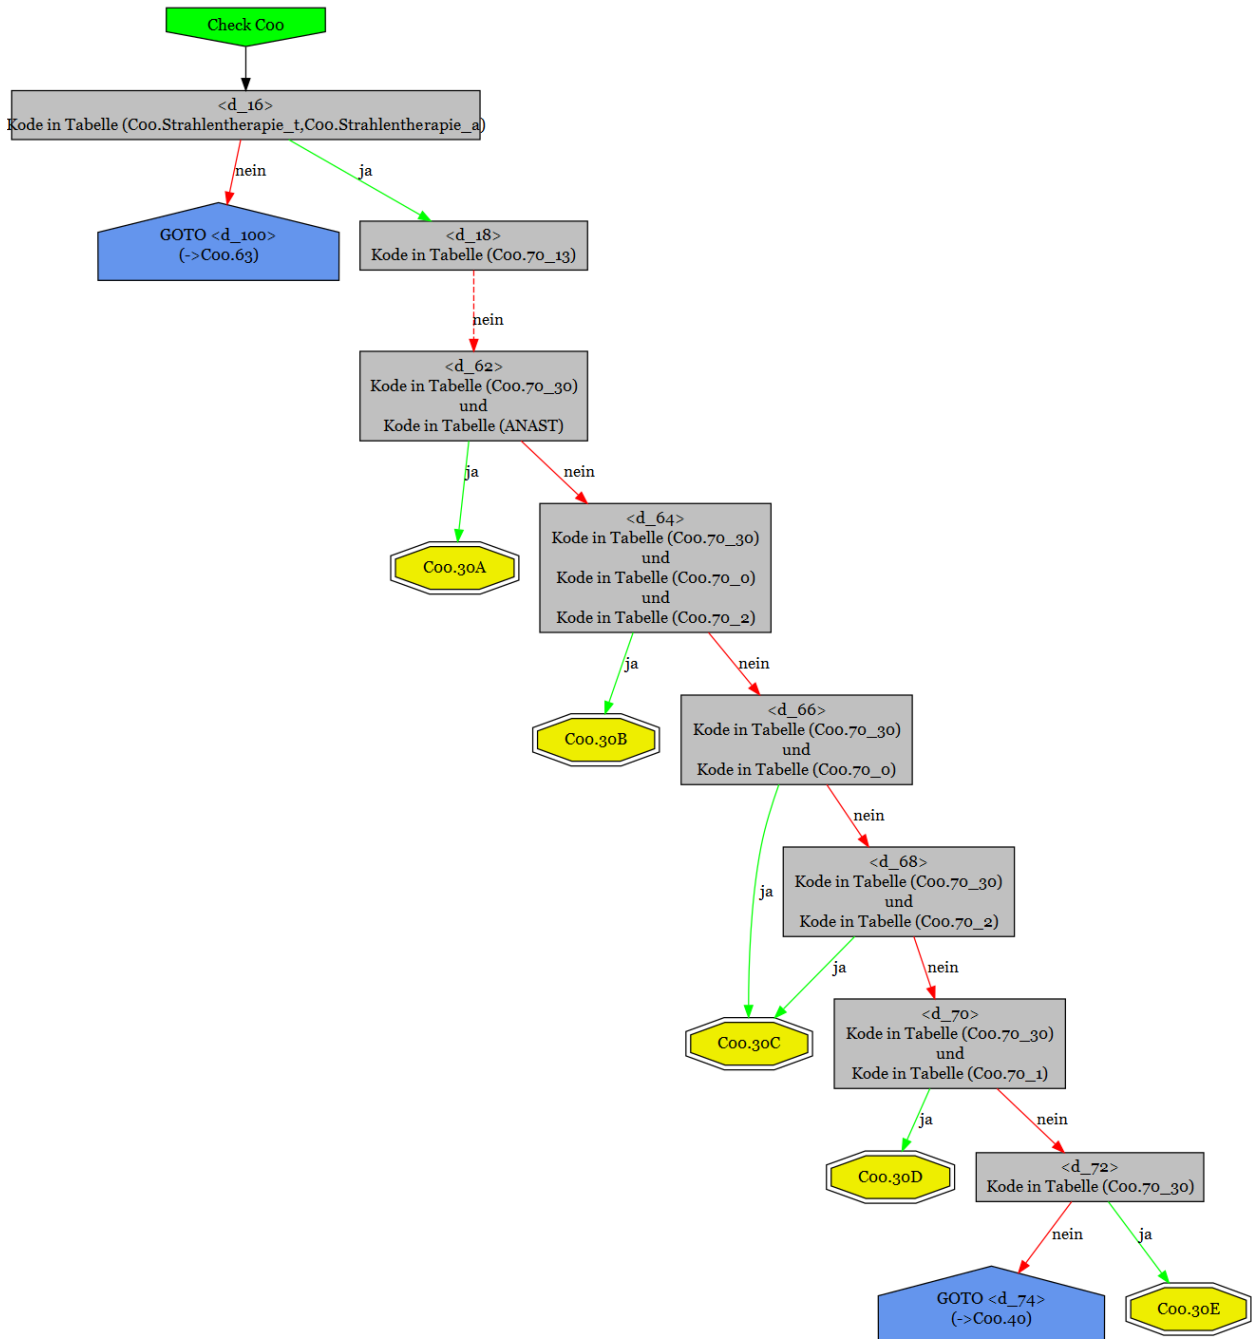 Check C00
<d_16>
Kode in Tabelle (C00.Strahlentherapie_t,C00.Strahlentherapie_a)
nein
ja
GOTO <d_100>
(->C00.63)
<d_18>
Kode in Tabelle (C00.70_13)
nein
<d_62>
Kode in Tabelle (C00.70_30)
und
Kode in Tabelle (ANAST)
ja
nein
C00.30A
<d_64>
Kode in Tabelle (C00.70_30)
und
Kode in Tabelle (C00.70_0)
und
Kode in Tabelle (C00.70_2)
ja
nein
C00.30B
<d_66>
Kode in Tabelle (C00.70_30)
und
Kode in Tabelle (C00.70_0)
nein
ja
<d_68>
Kode in Tabelle (C00.70_30)
und
Kode in Tabelle (C00.70_2)
ja
nein
C00.30C
<d_70>
Kode in Tabelle (C00.70_30)
und
Kode in Tabelle (C00.70_1)
ja
nein
C00.30D
<d_72>
Kode in Tabelle (C00.70_30)
nein
ja
GOTO <d_74>
(->C00.40)
C00.30E